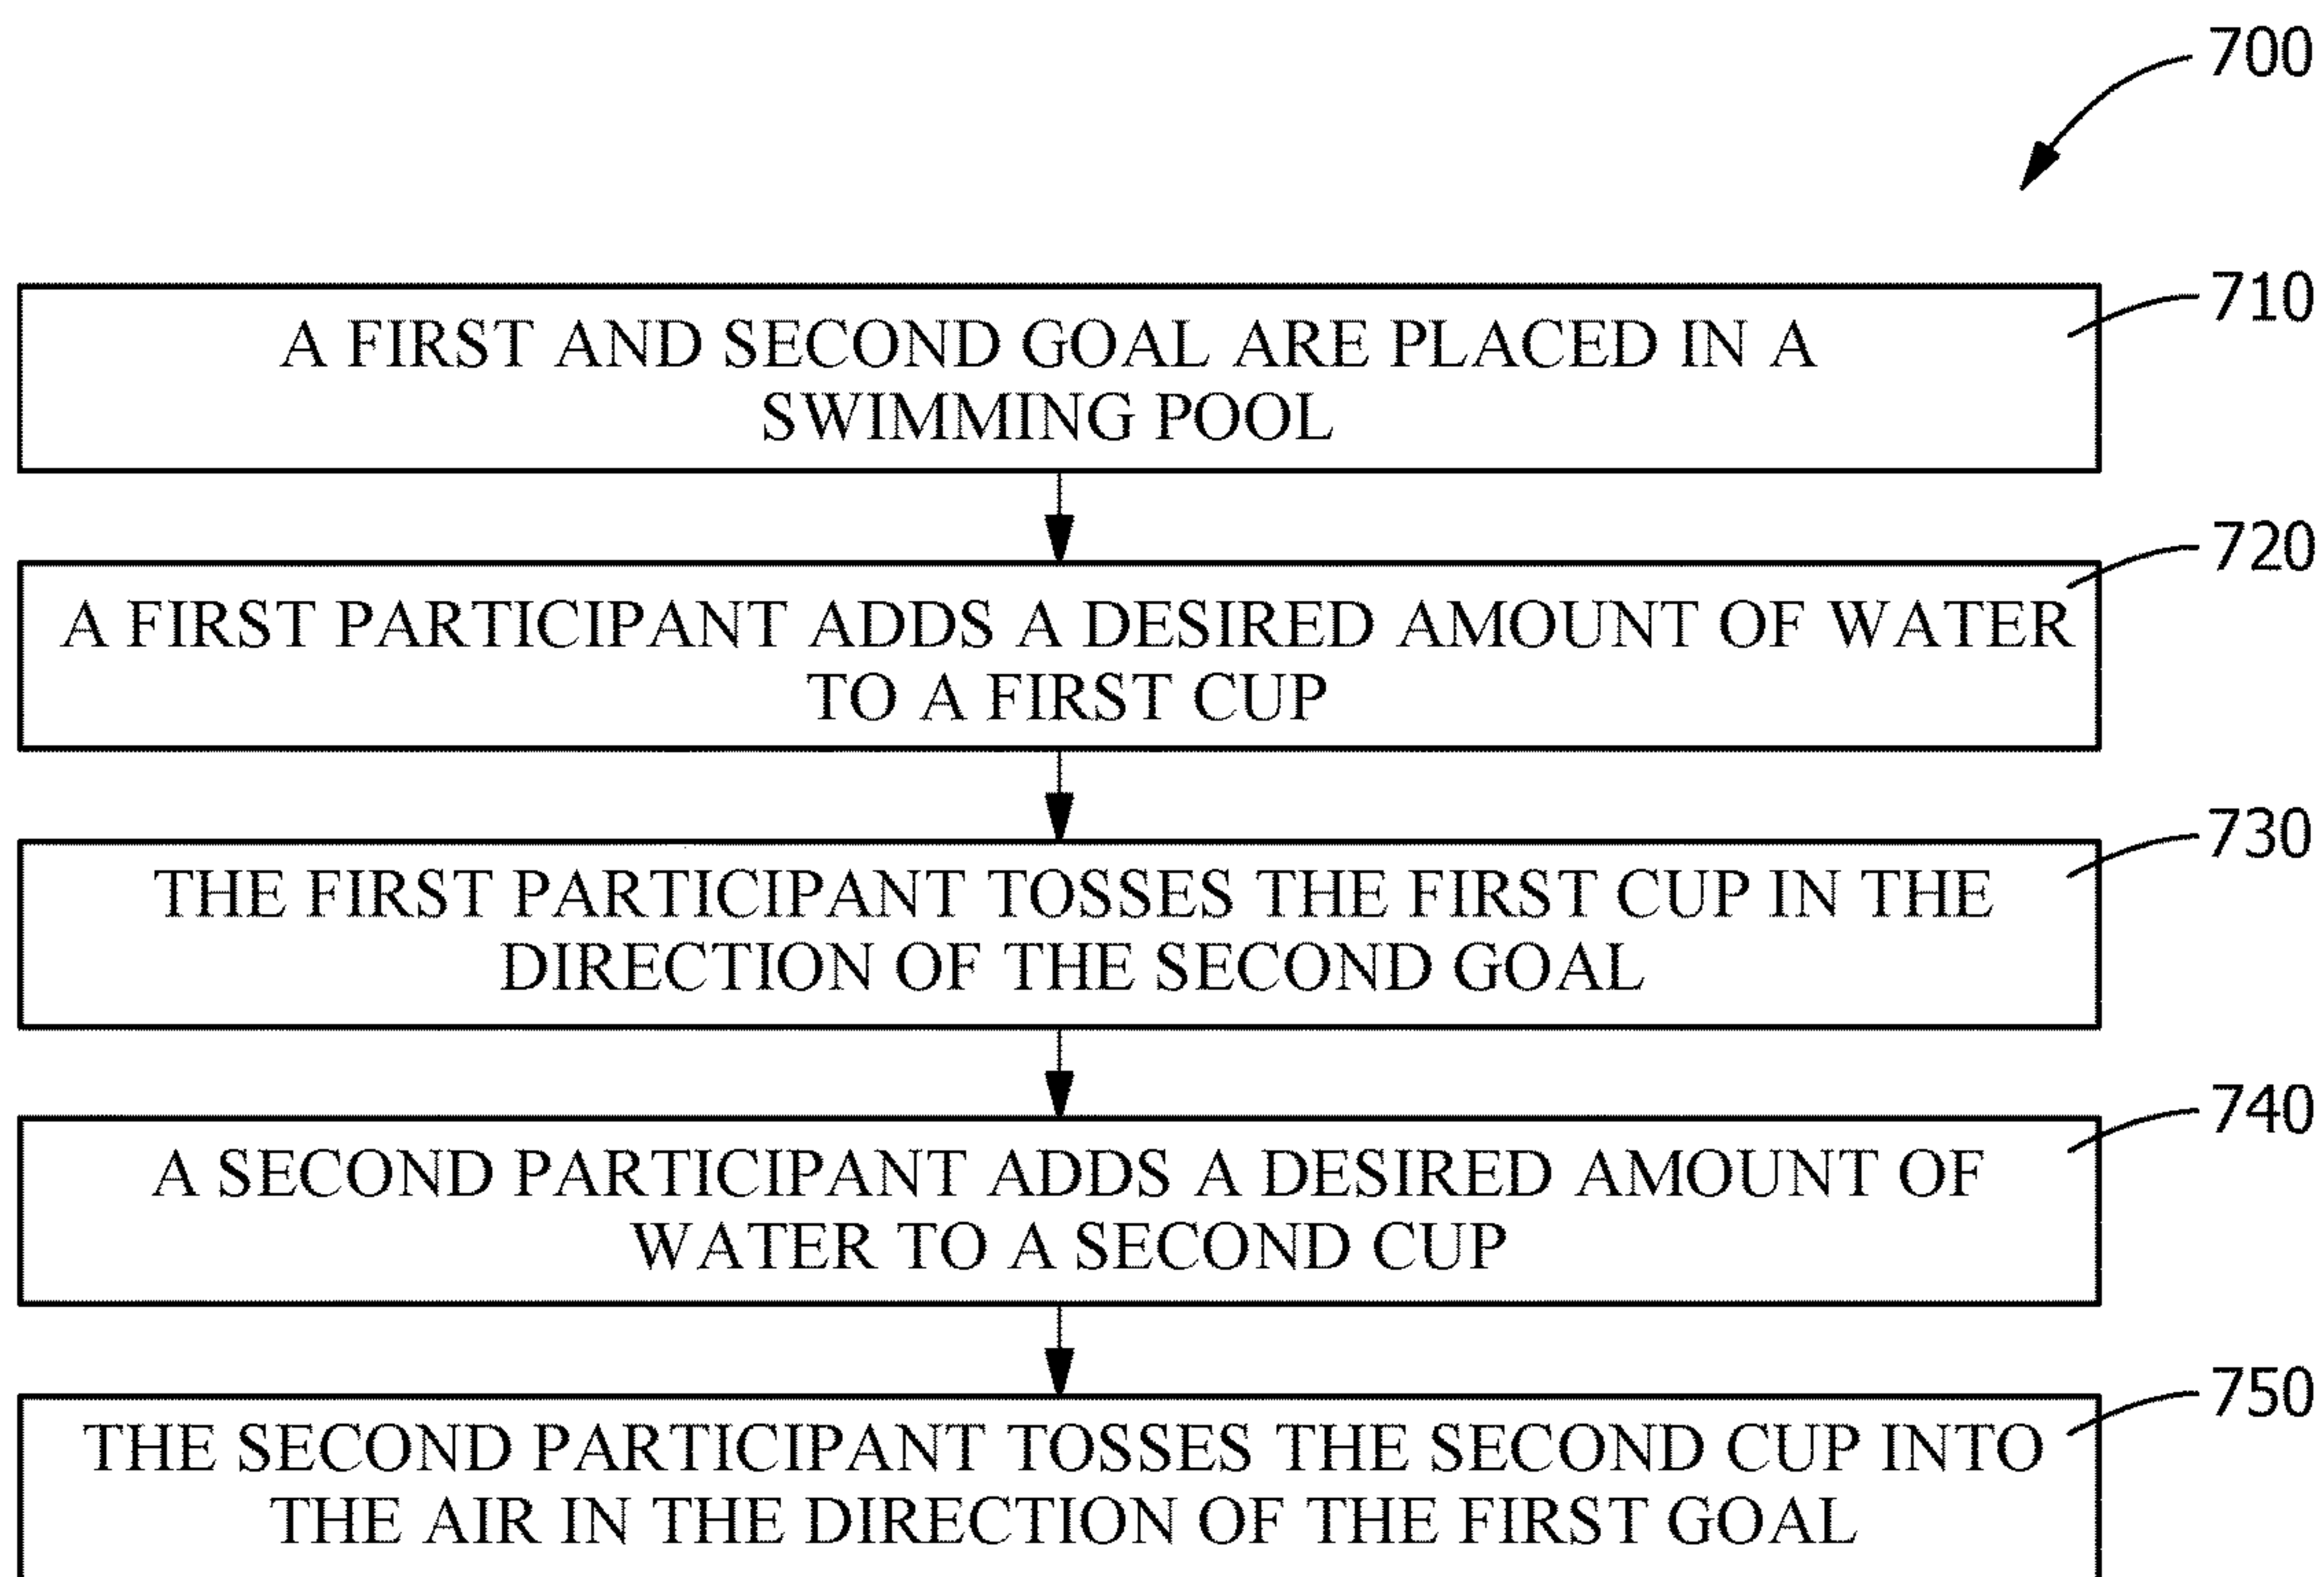 700
710
A FIRST AND SECOND GOAL ARE PLACED IN A
SWIMMING POOL
720
A FIRST PARTICIPANT ADDS A DESIRED AMOUNT OF WATER
TO A FIRST CUP
730
THE FIRST PARTICIPANT TOSSES THE FIRST CUP IN THE
DIRECTION OF THE SECOND GOAL
740
A SECOND PARTICIPANT ADDS A DESIRED AMOUNT OF
WATER TO A SECOND CUP
750
THE SECOND PARTICIPANT TOSSES THE SECOND CUP INTO
THE AIR IN THE DIRECTION OF THE FIRST GOAL